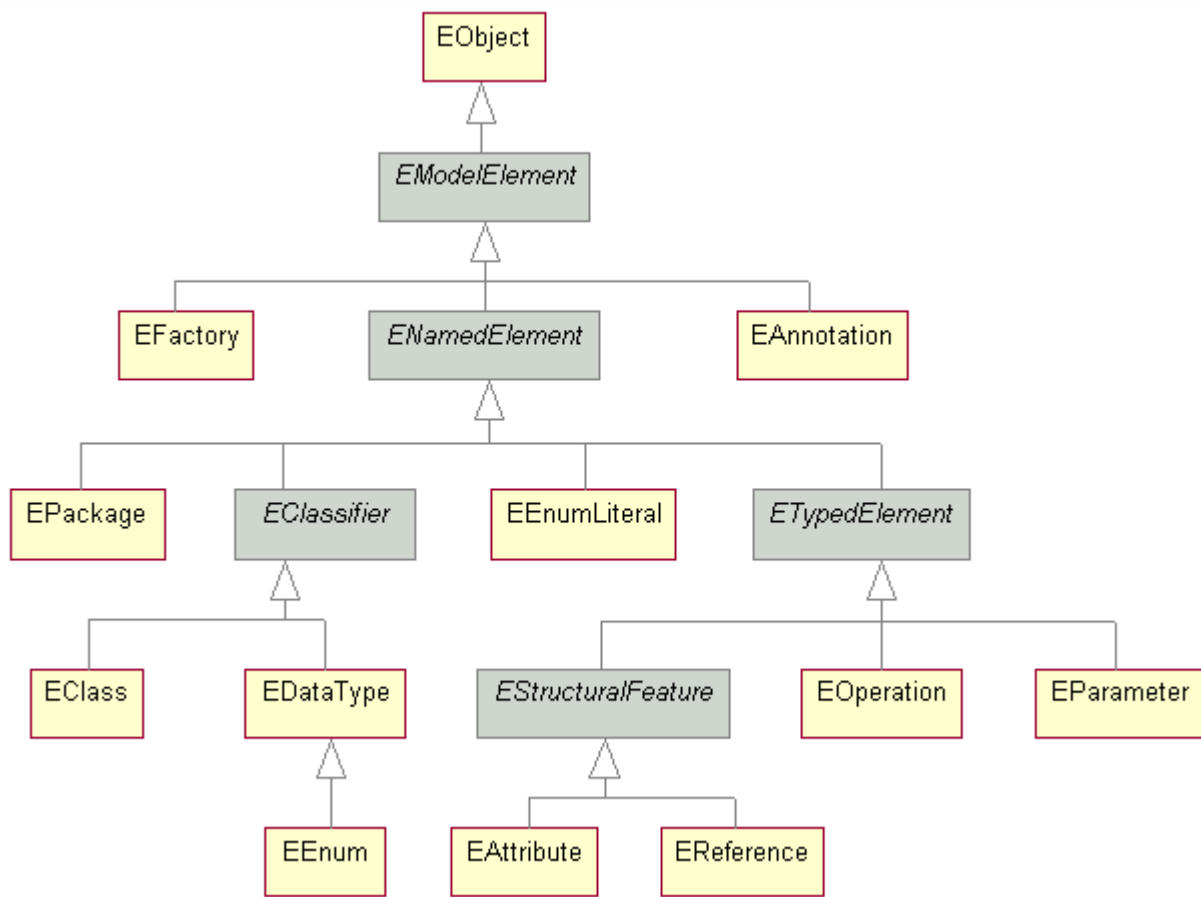 EObject
EModelElement
EFactory
ENamedElement
EAnnotation
EPackage
EClassifier
EEnumLiteral
ETypedElement
EClass
EDataType
EStructuralFeature
EOperation
EParameter
EEnum
EAttribute
EReference